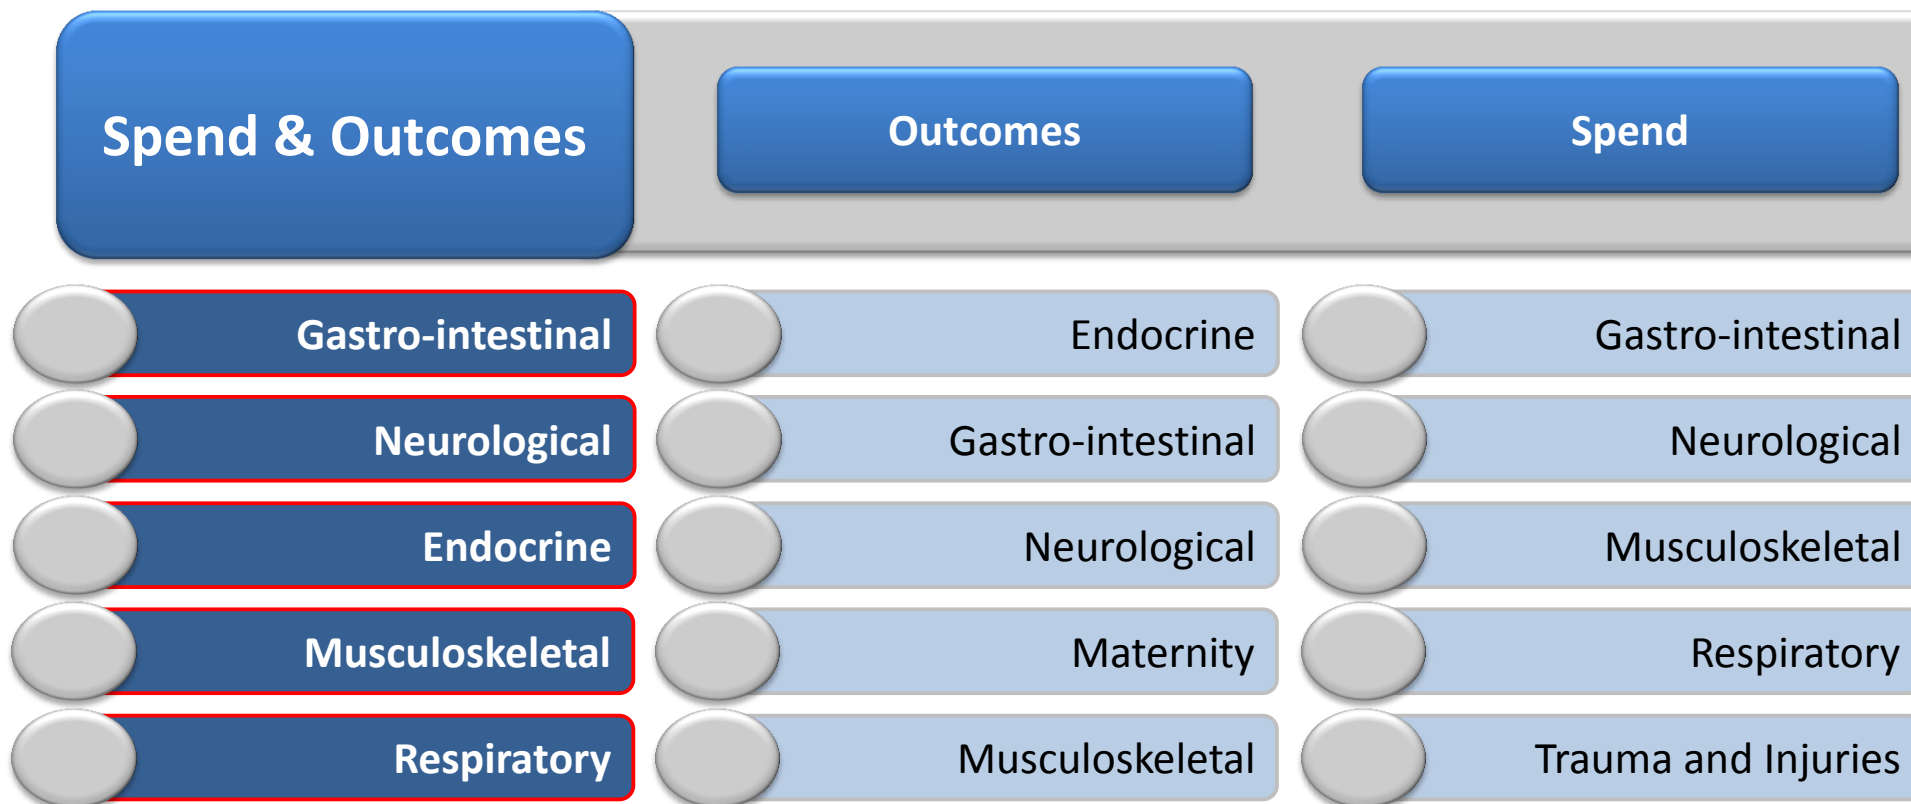 Spend & Outcomes
Outcomes
Spend
Gastro-intestinal
Endocrine
Gastro-intestinal
Neurological
Gastro-intestinal
Neurological
Endocrine
Neurological
Musculoskeletal
Musculoskeletal
Maternity
Respiratory
Respiratory
Musculoskeletal
Trauma and Injuries